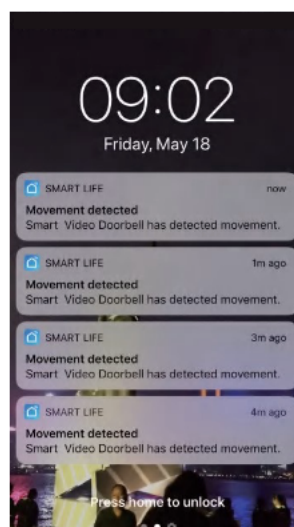 09:02
Friday, May 18
SMART LIFE now
Movement detected
Smart Video Doorbell has detected movement.
SMART LIFE 1m ago
Movement detected
Smart Video Doorbell has detected movement.
SMART LIFE 3m ago
Movement detected
Smart Video Doorbell has detected movement.
SMART LIFE 4m ago
Movement detected
Smart Video Doorbell has detected movement.
Press home to unlock